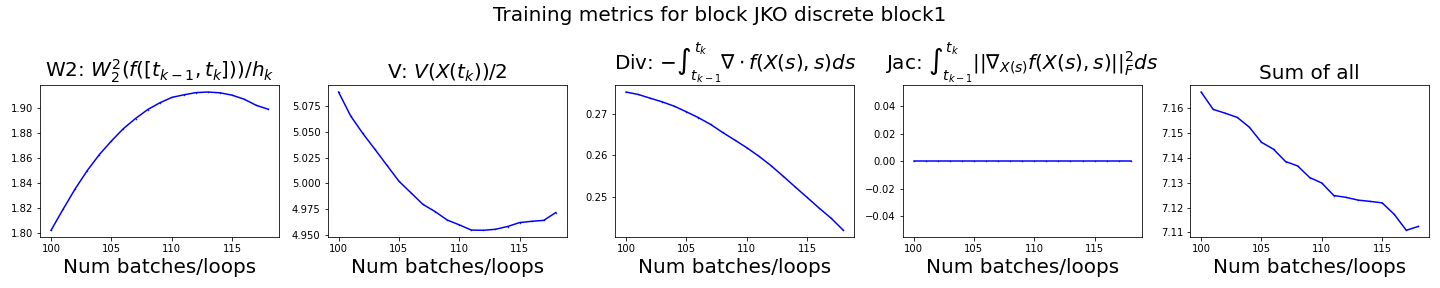 Training metrics for block JKO discrete block1
W2: $W_2^2(f([t_{k-1}, t_k]))/h_k$
1.90
1.88
1.86
1.84
1.82
1.80
100 105 110 115
Num batches/loops
V: $V(X(t_k))/2$
5.075
5.050
5.025
5.000
4.975
4.950
100 105 110 115
Num batches/loops
Div: $-\int_{t_{k-1}}^{t_k} \nabla \cdot f(X(s), s)ds$
0.27
0.26
0.25
100 105 110 115
Num batches/loops
Jac: $\int_{t_{k-1}}^{t_k} ||\nabla_{X(s)} f(X(s), s)||_F^2 ds$
0.04
0.02
0.00
−0.02
−0.04
100 105 110 115
Num batches/loops
Sum of all
7.16
7.15
7.14
7.13
7.12
7.11
100 105 110 115
Num batches/loops